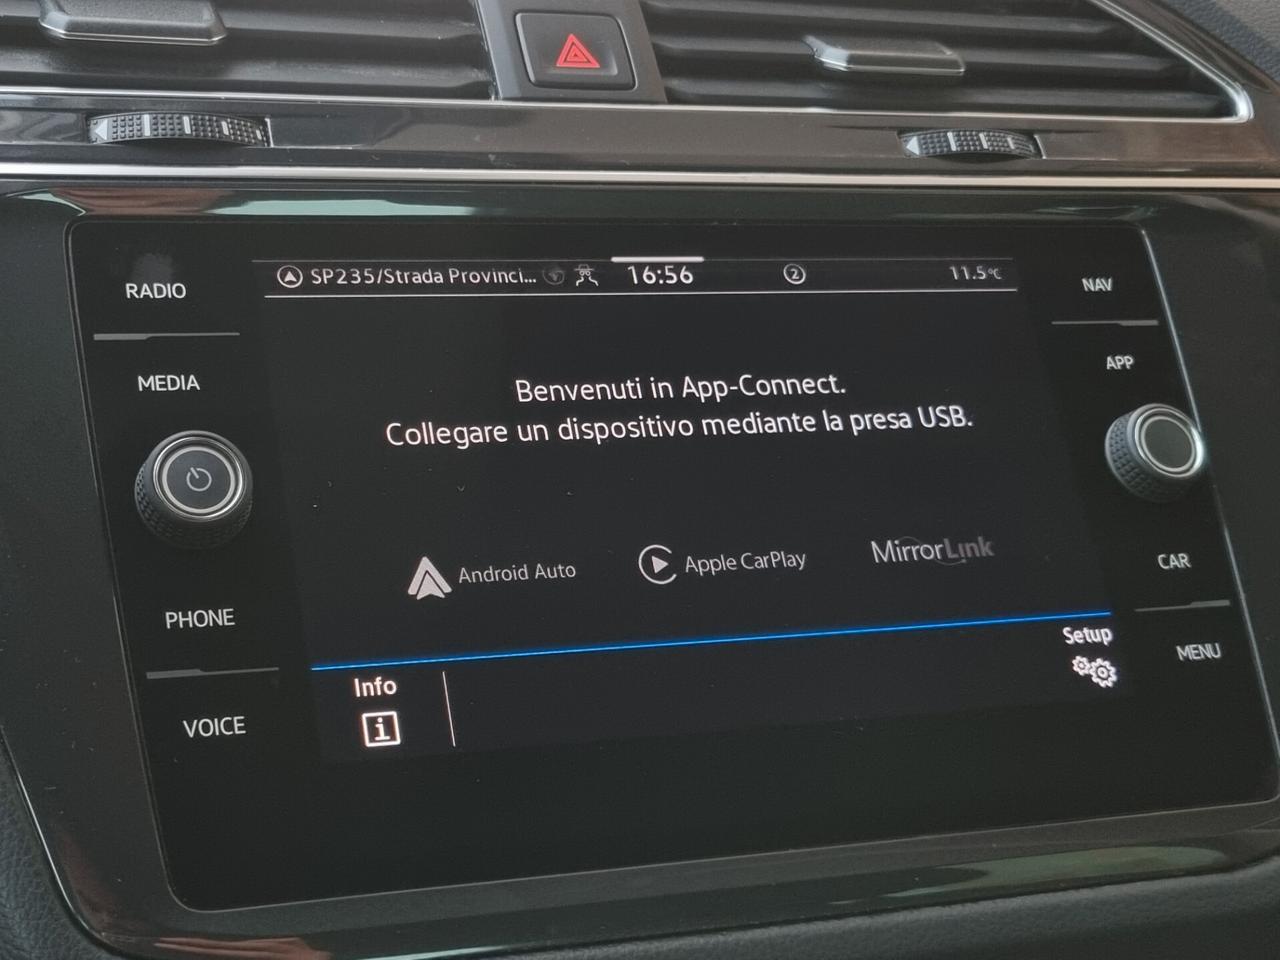 RADIO
MEDIA
PHONE
VOICE
SP235/Strada Provinci... 16:56 2 11.5°C
Benvenuti in App-Connect.
Collegare un dispositivo mediante la presa USB.
Android Auto Apple CarPlay MirrorLink
Info
i
Setup
NAV
APP
CAR
MENU